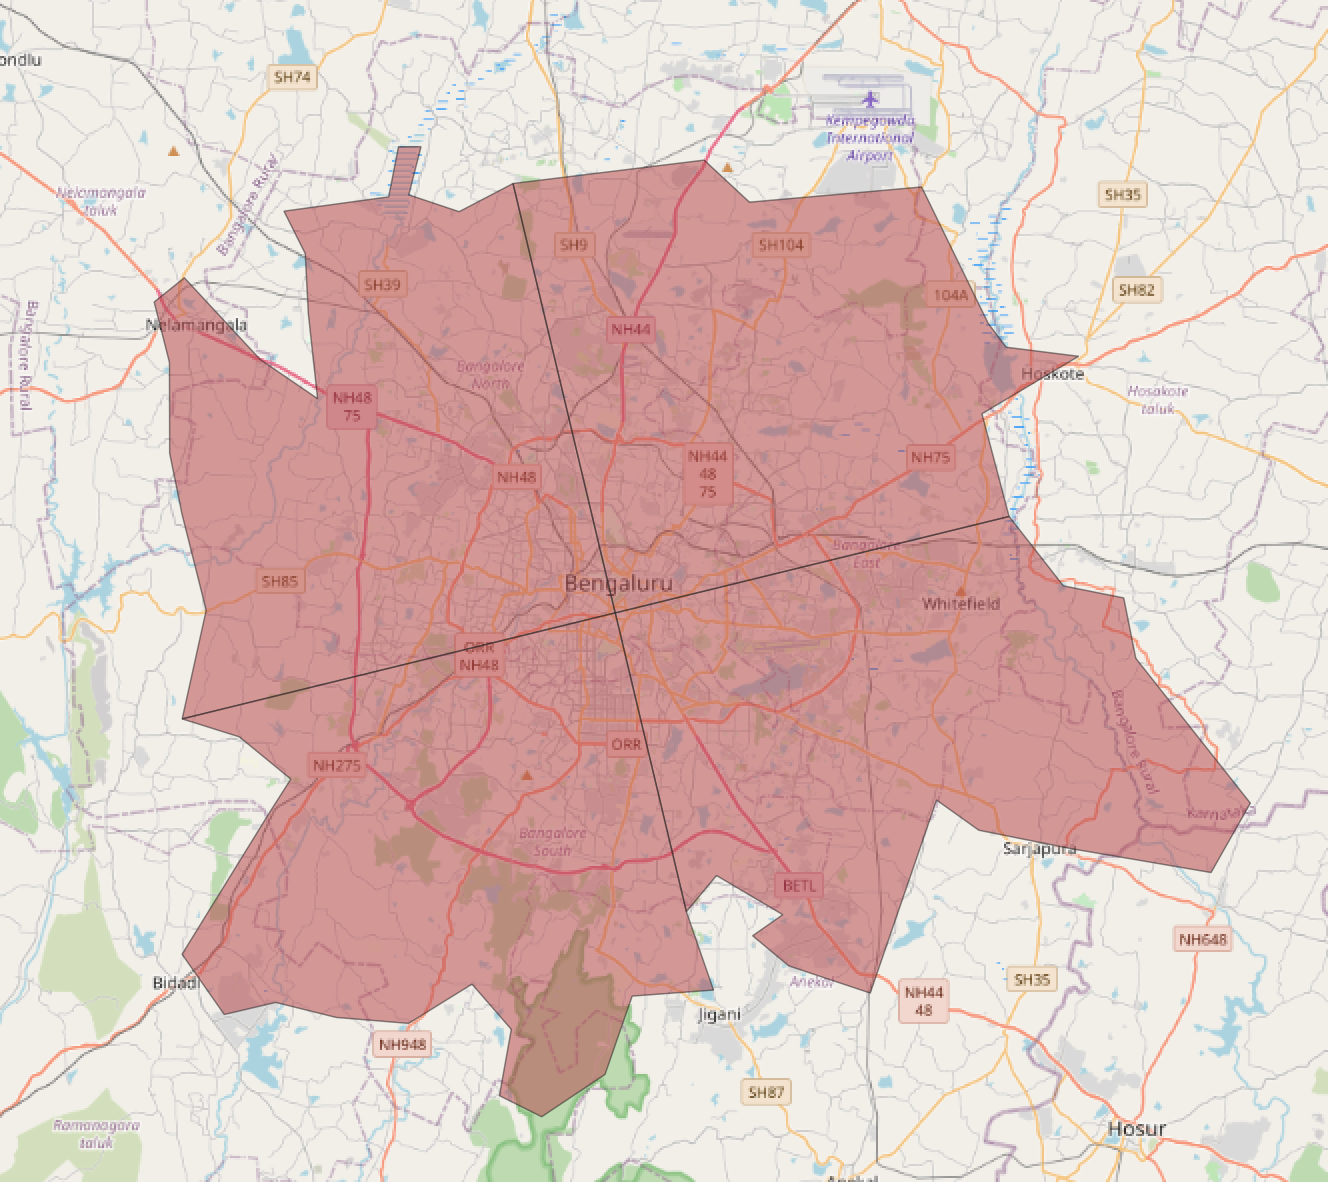 ondlu
SH74
Kempegowda
International
Airport
Nelamangala
taluk
Bangalore Rural
SH35
SH9
SH104
SH39
104A
SH82
Nelamangala
NH44
Bangalore Rural
Bangalore
North
Hoskote
Hosakote
taluk
NH48
75
NH44
48
75
NH75
NH48
Bangalore
East
SH85
Bengaluru
Whitefield
ORR
NH48
Bangalore Rural
ORR
NH275
Karnataka
Bangalore
South
Sarjapura
BETL
NH648
Bidadi
Anekal
SH35
NH44
48
Jigani
NH948
SH87
Ramanagara
taluk
Hosur
Anekal